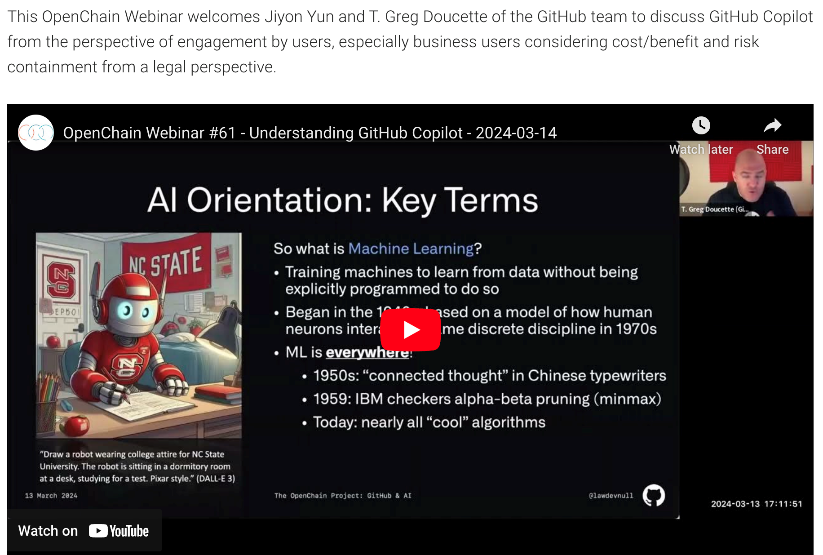 This OpenChain Webinar welcomes Jiyon Yun and T. Greg Doucette of the GitHub team to discuss GitHub Copilot
from the perspective of engagement by users, especially business users considering cost/benefit and risk
containment from a legal perspective.
OpenChain Webinar #61 - Understanding GitHub Copilot - 2024-03-14
Watch later
Share
T. Greg Doucette (Gi...
AI Orientation: Key Terms
NC STATE
So what is Machine Learning?
• Training machines to learn from data without being
explicitly programmed to do so
• Began in the based on a model of how human
neurons discrete discipline in 1970s
• ML is everywhere!
• 1950s: “connected thought” in Chinese typewriters
• 1959: IBM checkers alpha-beta pruning (minmax)
• Today: nearly all “cool” algorithms
"Draw a robot wearing college attire for NC State
University. The robot is sitting in a dormitory room
at a desk, studying for a test. Pixar style." (DALL-E 3)
13 March 2024
The OpenChain Project: GitHub & AI
@lawdevnull
2024-03-13 17:11:51
Watch on YouTube